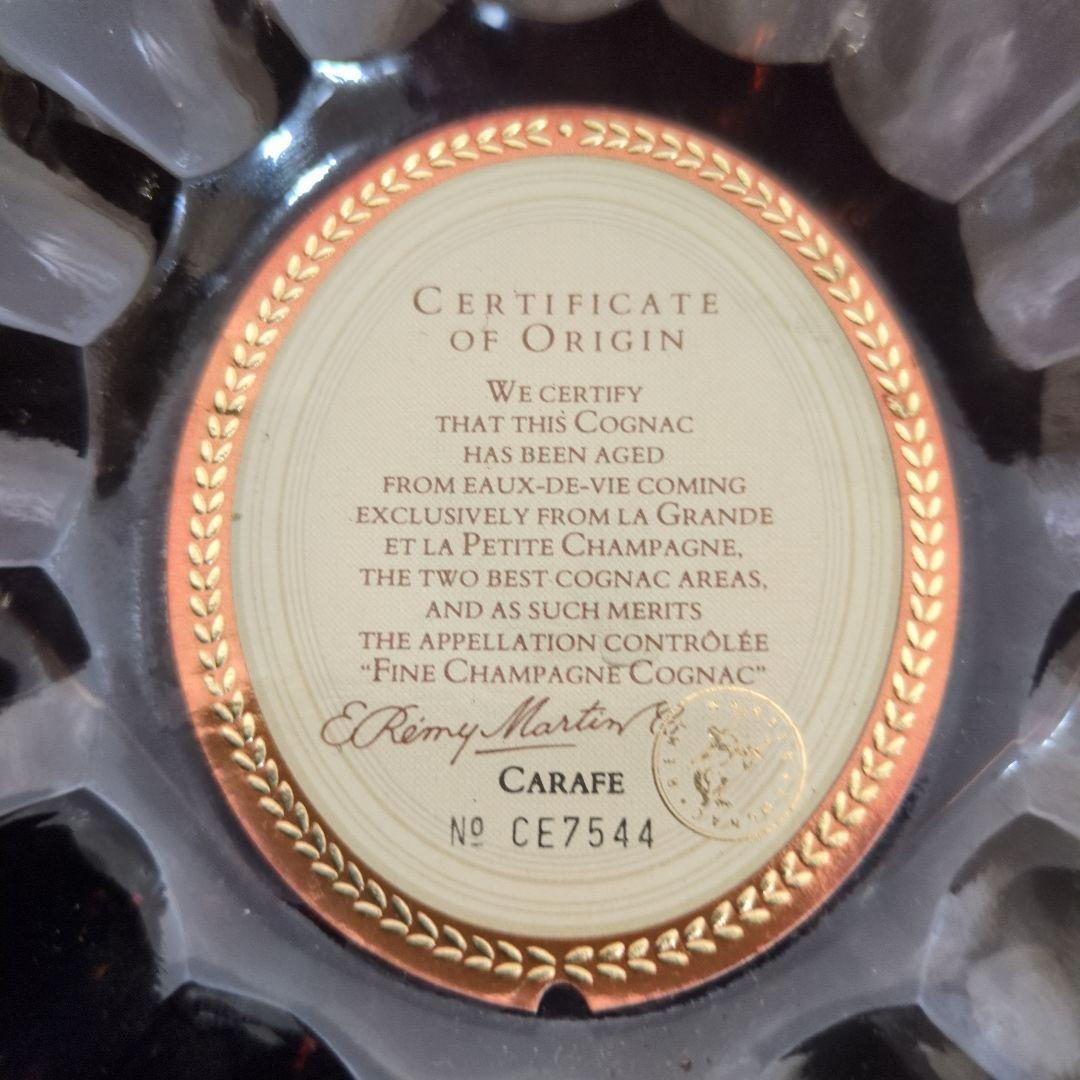 CERTIFICATE
OF ORIGIN
WE CERTIFY
THAT THIS COGNAC
HAS BEEN AGED
FROM EAUX-DE-VIE COMING
EXCLUSIVELY FROM LA GRANDE
ET LA PETITE CHAMPAGNE,
THE TWO BEST COGNAC AREAS,
AND AS SUCH MERITS
THE APPELLATION CONTRÔLÉE
"FINE CHAMPAGNE COGNAC"
E. Rémy Martin &
CARAFE
Nº CE7544